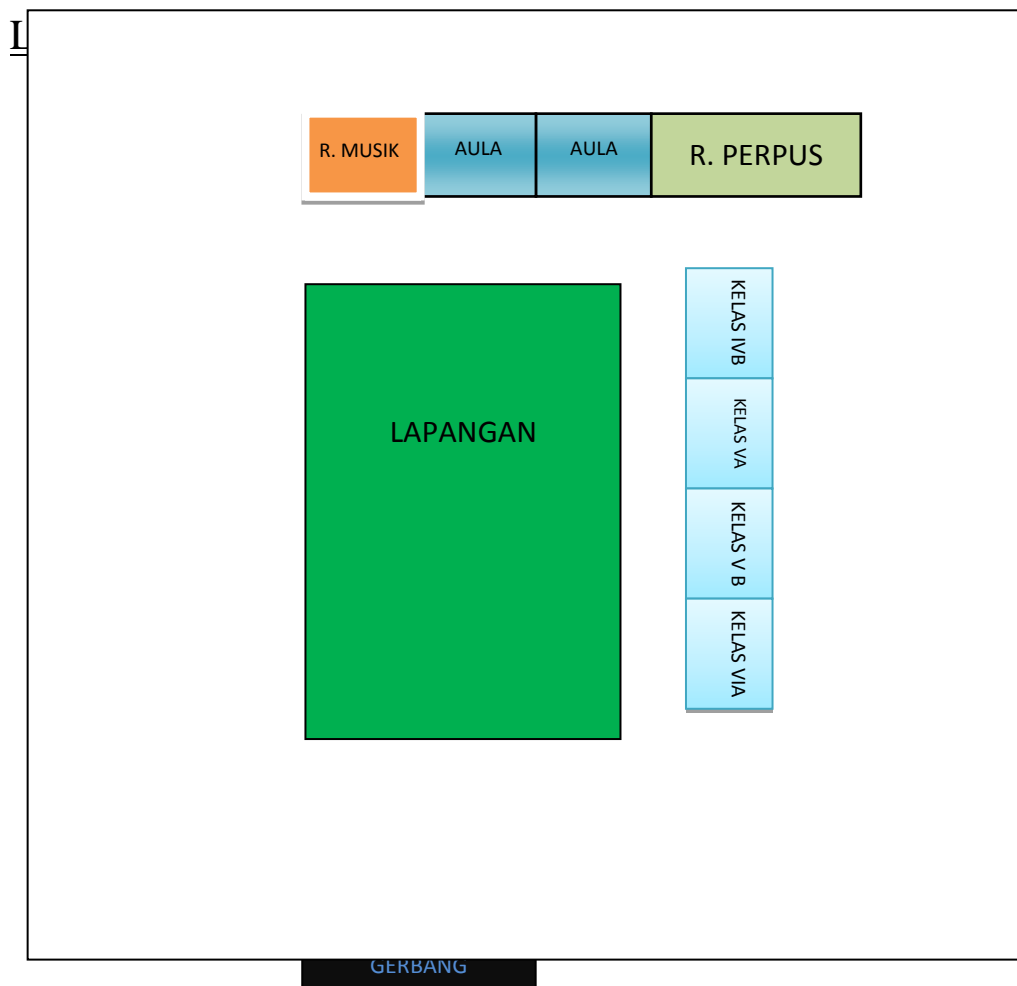 R. MUSIK
AULA
AULA
R. PERPUS
KELAS IVB
LAPANGAN
KELAS VA
KELAS V B
KELAS VIA
GERBANG